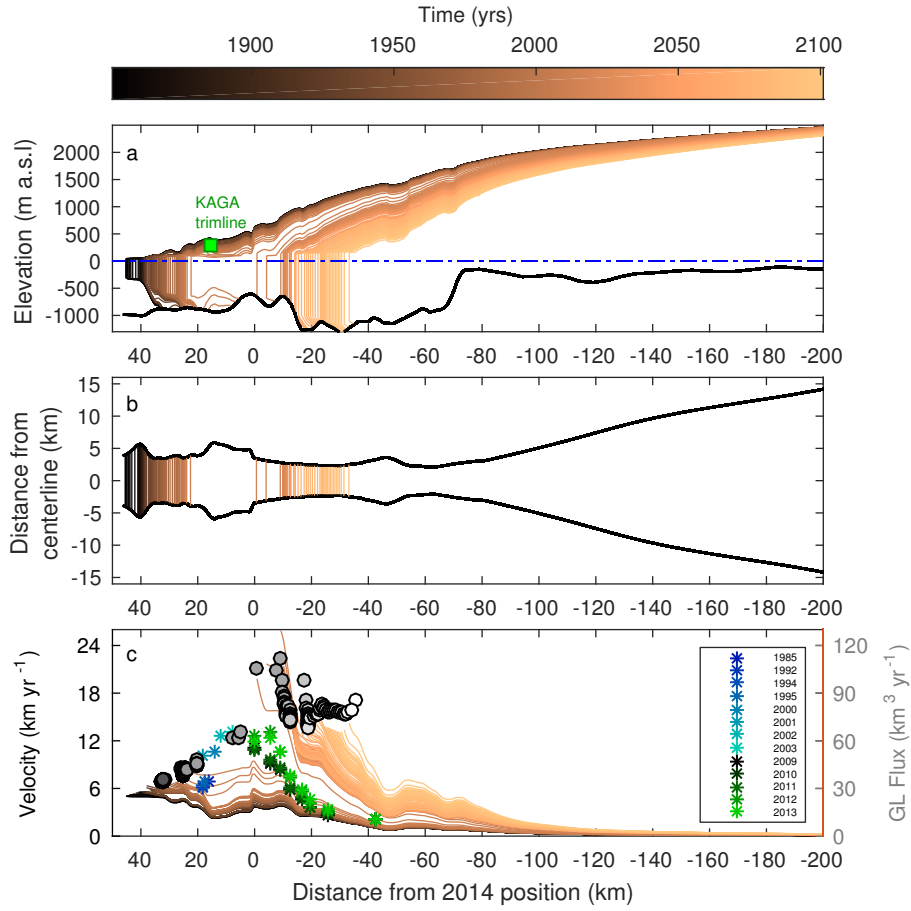 Time (yrs)
1900 1950 2000 2050 2100
a
Elevation (m a.s.l)
2000
1500
1000
500
0
-500
-1000
KAGA
trimline
40 20 0 -20 -40 -60 -80 -100 -120 -140 -160 -180 -200
b
Distance from
centerline (km)
15
10
5
0
-5
-10
-15
40 20 0 -20 -40 -60 -80 -100 -120 -140 -160 -180 -200
c
Velocity (km yr -1)
24
18
12
6
0
1985
1992
1994
1995
2000
2001
2002
2003
2009
2010
2011
2012
2013
120
90
60
30
0
GL Flux (km3 yr-1)
40 20 0 -20 -40 -60 -80 -100 -120 -140 -160 -180 -200
Distance from 2014 position (km)